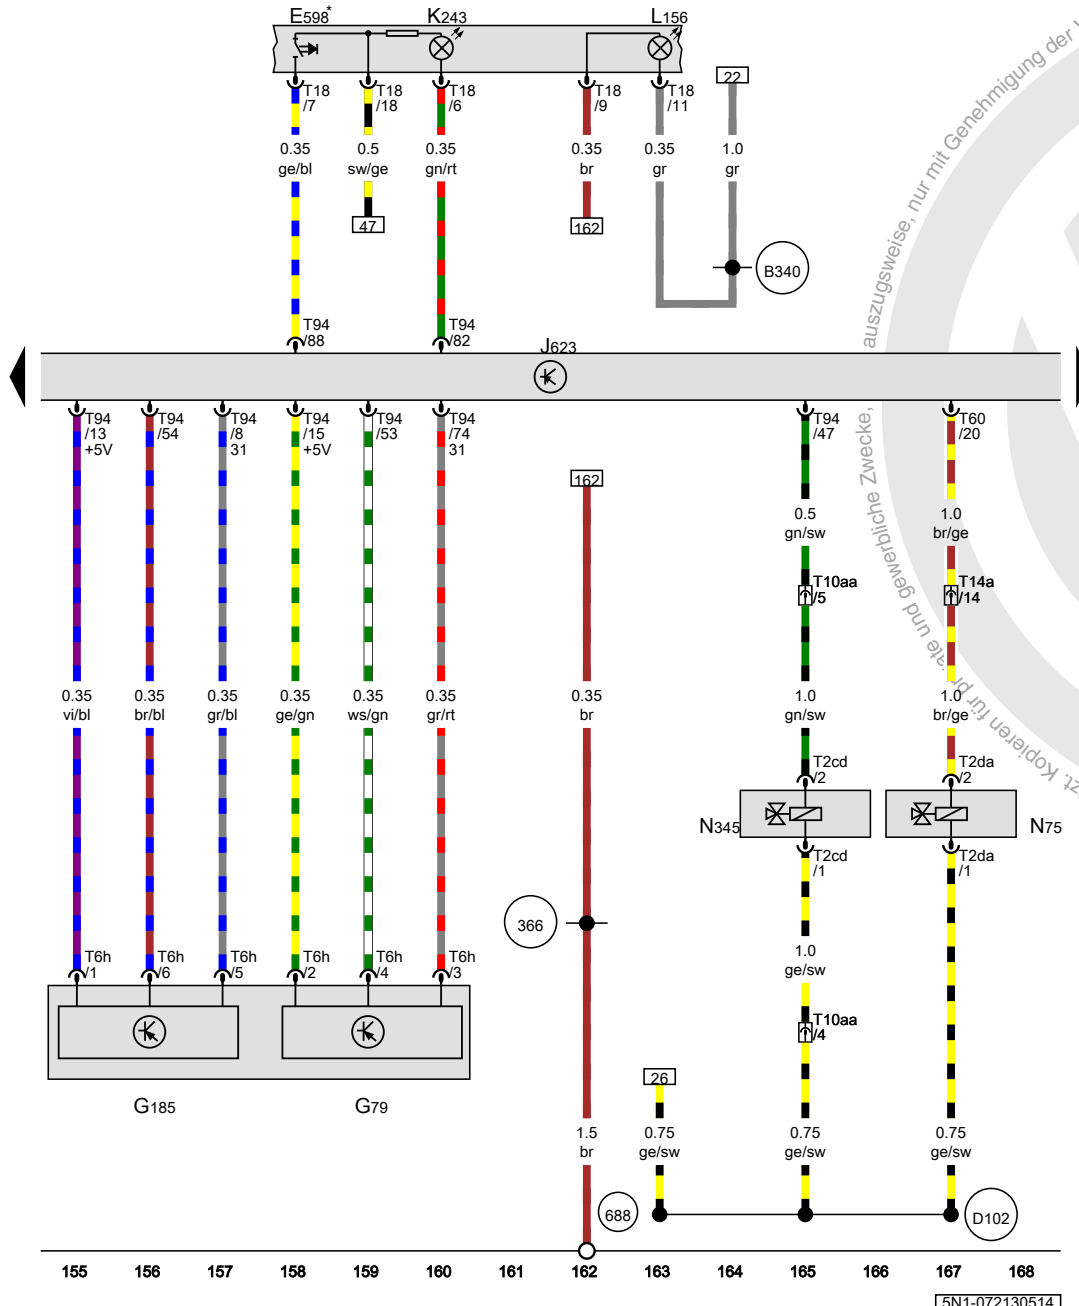 E598* K243 L156
22
T18 /7
T18 /18
T18 /6
T18 /9
T18 /11
0.35 0.5 0.35 0.35 0.35 1.0
ge/bl sw/ge gn/rt br gr gr
47 162
B340
T94 /88
T94 /82
J623
T94 /13 +5V
T94 /54
T94 /8 31
T94 /15 +5V
T94 /53
T94 /74 31
T94 /47
T60 /20
162
0.5 1.0
gn/sw br/ge
T10aa /5
T14a /14
0.35 0.35 0.35 0.35 0.35 0.35 0.35 1.0 1.0
vi/bl br/bl gr/bl ge/gn ws/gn gr/rt br gn/sw br/ge
T2cd /2
T2da /2
N345 N75
T2cd /1
T2da /1
366
1.0
ge/sw
T6h /1
T6h /6
T6h /5
T6h /2
T6h /4
T6h /3
T10aa /4
26
G185 G79
1.5 0.75 0.75 0.75
br ge/sw ge/sw ge/sw
688 D102
155 156 157 158 159 160 161 162 163 164 165 166 167 168
5N1-072130514
zt. Kopieren für private und gewerbliche Zwecke, auszugsweise, nur mit Genehmigung der